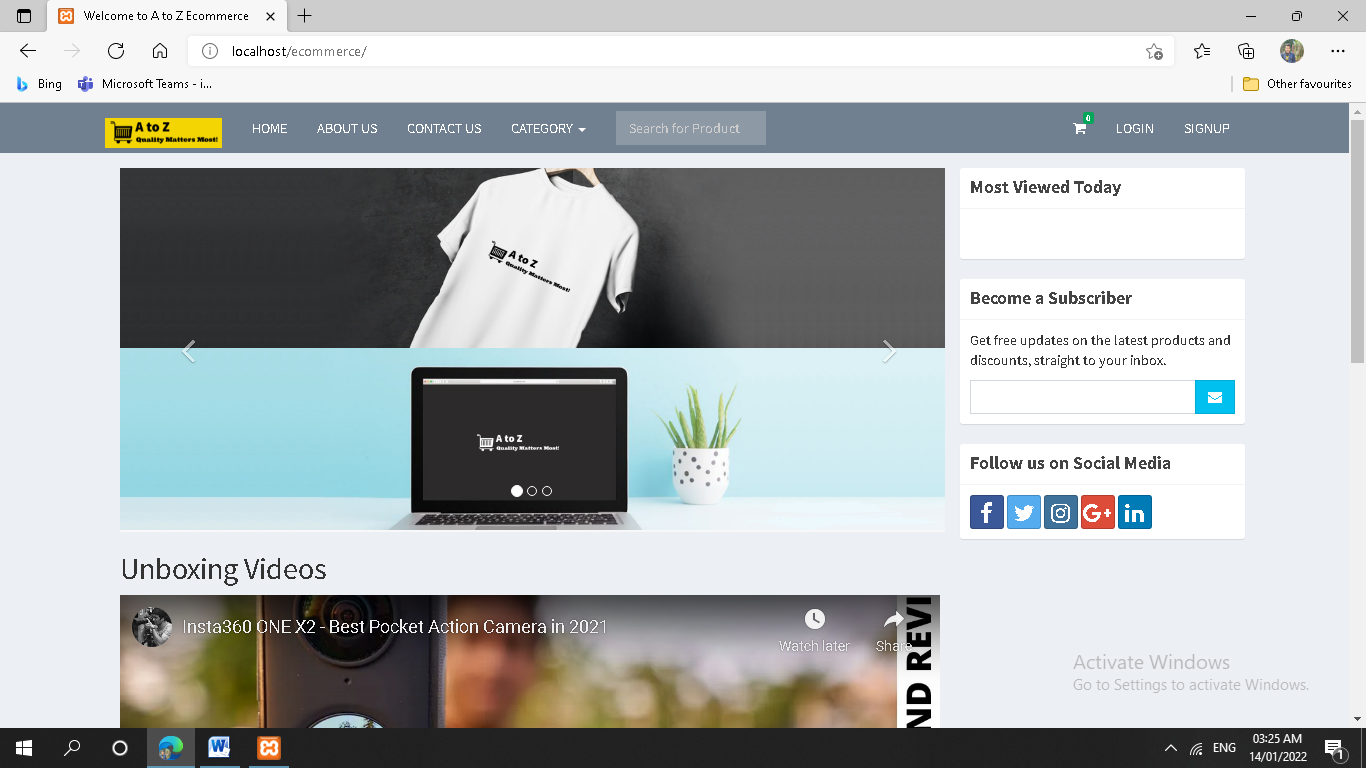 Welcome to A to Z Ecommerce
localhost/ecommerce/
Bing
Microsoft Teams - i...
Other favourites
A to Z
Quality Matters Most!
HOME
ABOUT US
CONTACT US
CATEGORY
Search for Product
0
LOGIN
SIGNUP
A to Z
Quality Matters Most!
A to Z
Quality Matters Most!
Most Viewed Today
Become a Subscriber
Get free updates on the latest products and
discounts, straight to your inbox.
Follow us on Social Media
f
G+
in
Unboxing Videos
Insta360 ONE X2 - Best Pocket Action Camera in 2021
Watch later
Share
ND REVI
Activate Windows
Go to Settings to activate Windows.
W
ENG
03:25 AM
14/01/2022
1